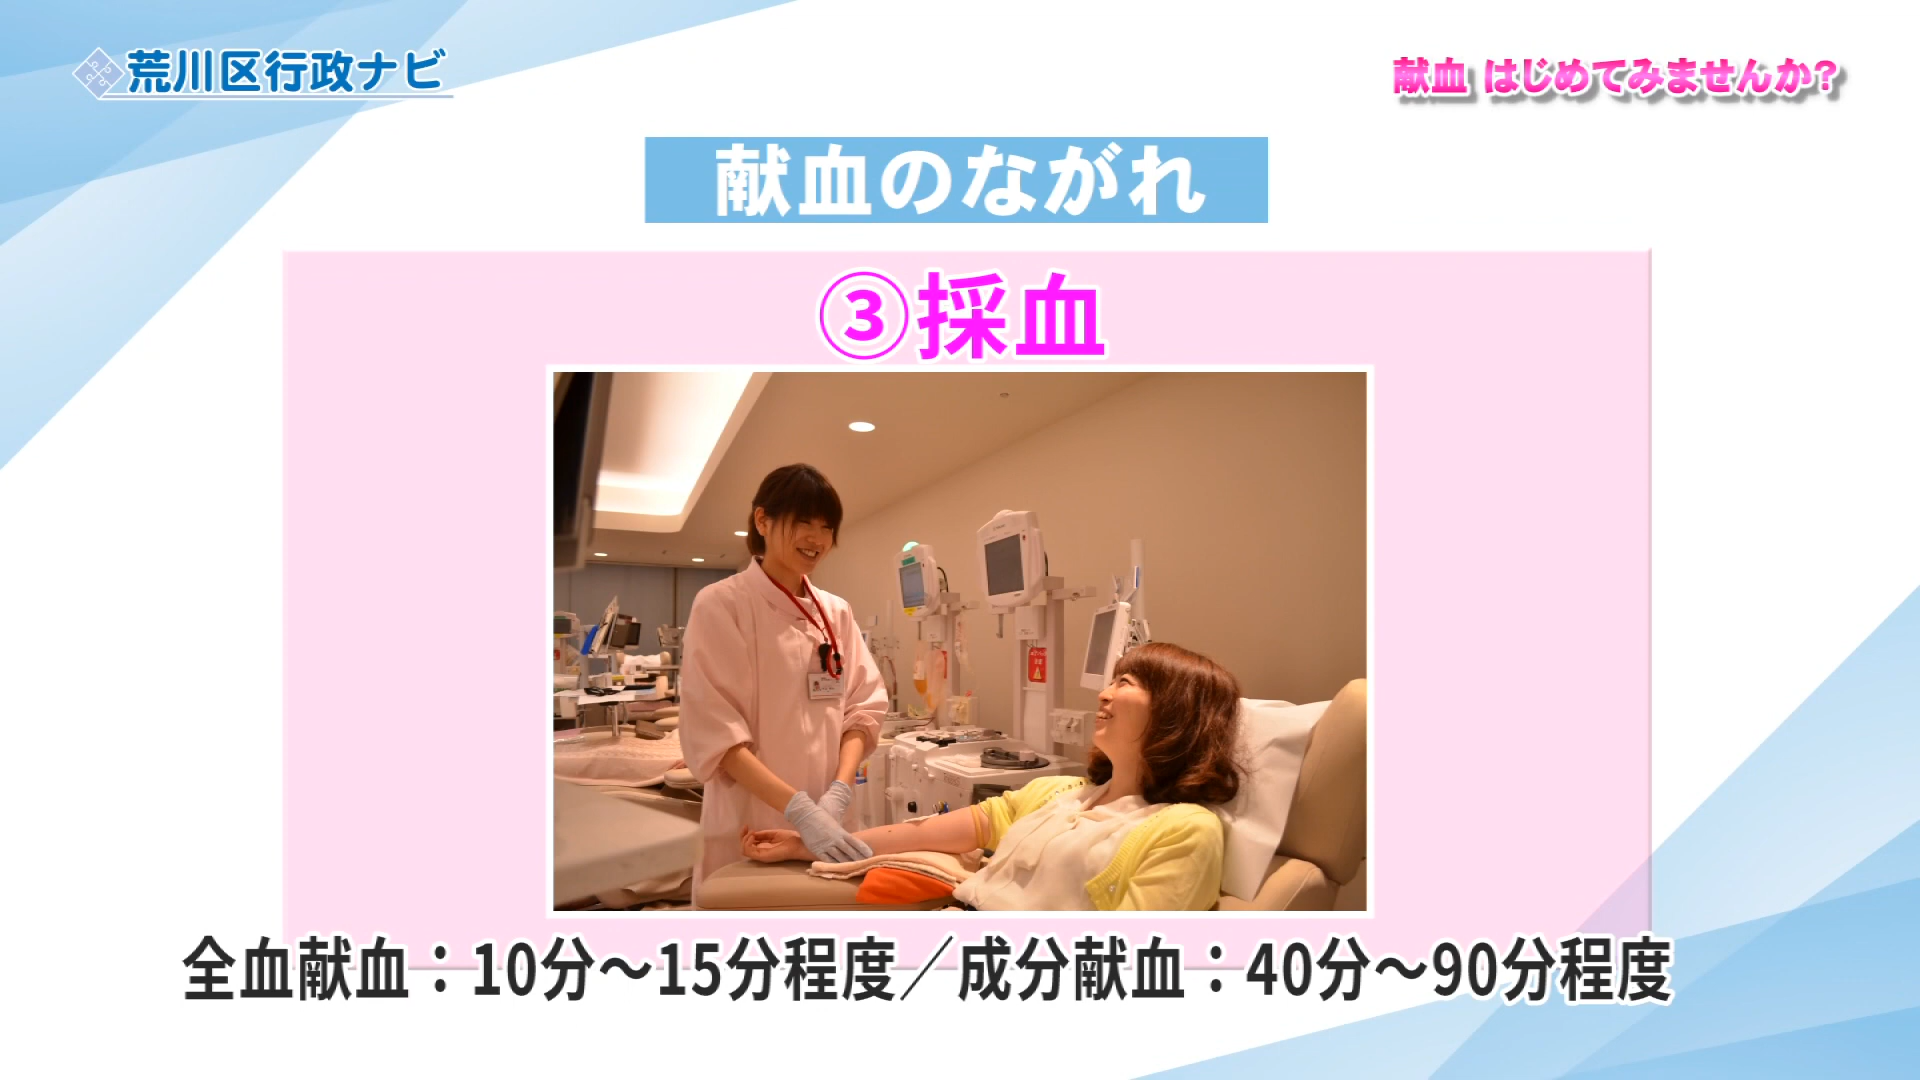 荒川区行政ナビ
献血 はじめてみませんか？
献血のながれ
③採血
全血献血：10分～15分程度／成分献血：40分～90分程度